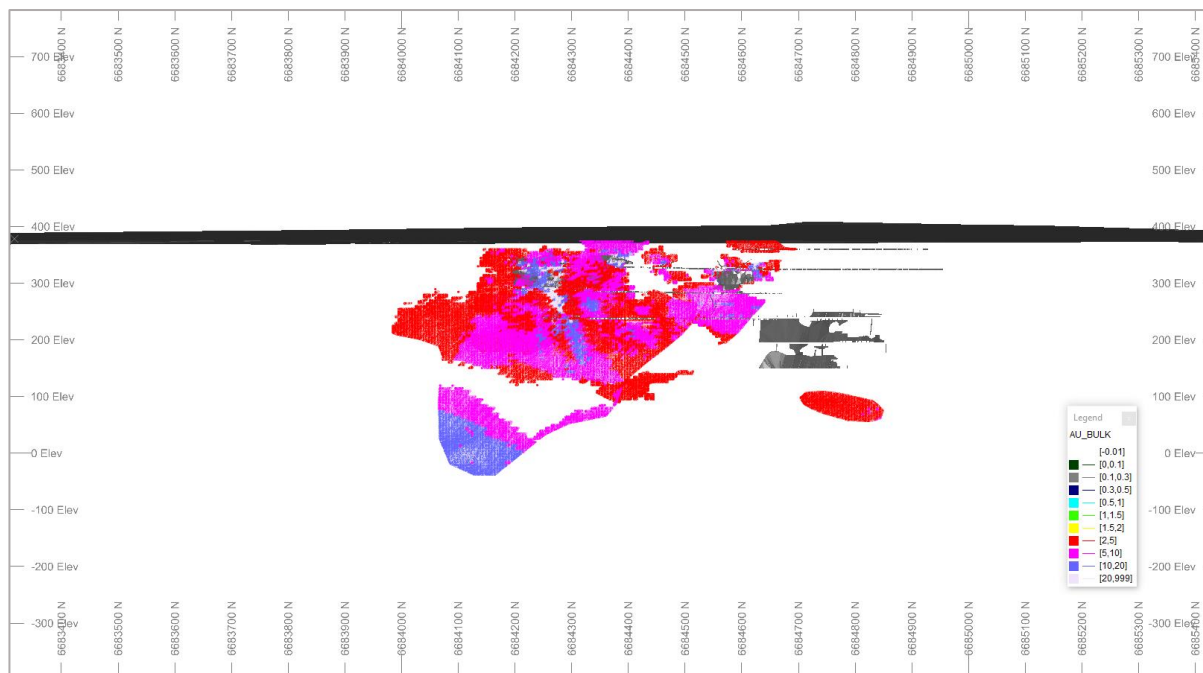 6683400 N 6683500 N 6683600 N 6683700 N 6683800 N 6683900 N 6684000 N 6684100 N 6684200 N 6684300 N 6684400 N 6684500 N 6684600 N 6684700 N 6684800 N 6684900 N 6685000 N 6685100 N 6685200 N 6685300 N 6685400 N
700 Elev 700 Elev
600 Elev 600 Elev
500 Elev 500 Elev
400 Elev 400 Elev
300 Elev 300 Elev
200 Elev 200 Elev
100 Elev 100 Elev
0 Elev 0 Elev
-100 Elev -100 Elev
-200 Elev -200 Elev
-300 Elev -300 Elev
6683400 N 6683500 N 6683600 N 6683700 N 6683800 N 6683900 N 6684000 N 6684100 N 6684200 N 6684300 N 6684400 N 6684500 N 6684600 N 6684700 N 6684800 N 6684900 N 6685000 N 6685100 N 6685200 N 6685300 N 6685400 N
Legend
AU_BULK
[-0.01]
[0,0.1]
[0.1,0.3]
[0.3,0.5]
[0.5,1]
[1,1.5]
[1.5,2]
[2,5]
[5,10]
[10,20]
[20,999]